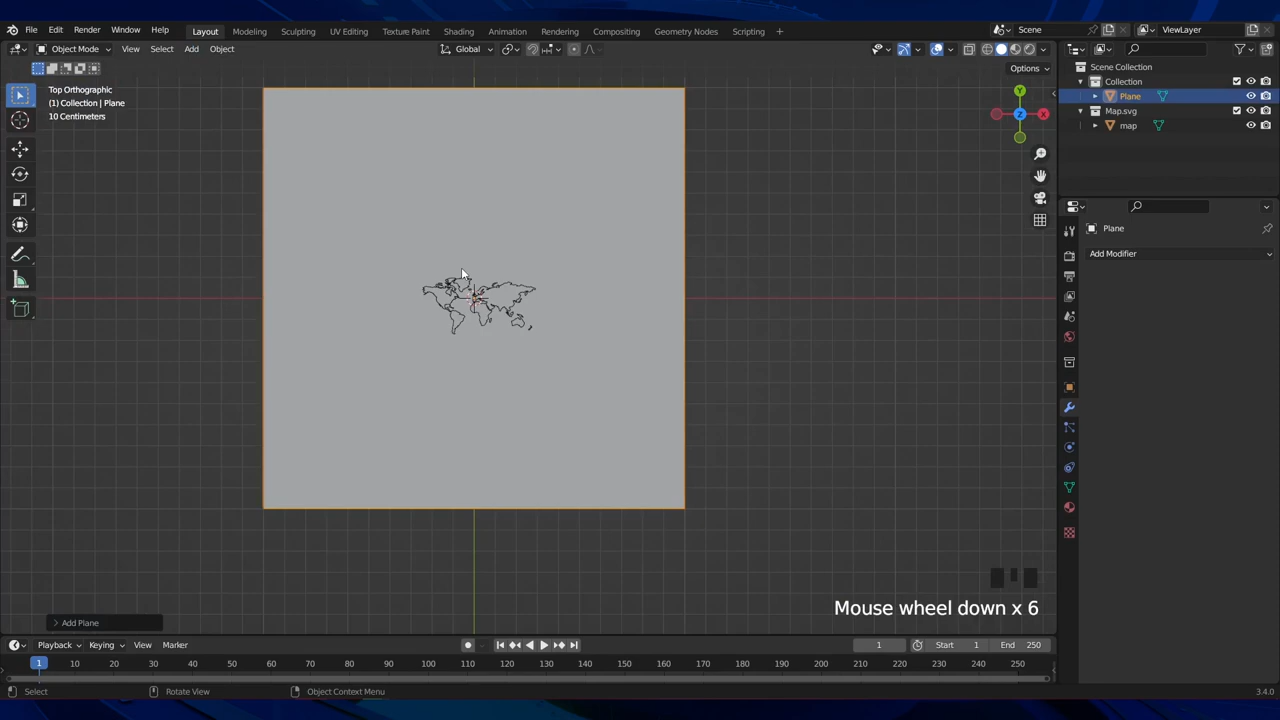 File Edit Render Window Help Layout Modeling Sculpting UV Editing Texture Paint Shading Animation Rendering Compositing Geometry Nodes Scripting + Scene ViewLayer
Object Mode View Select Add Object Global
Options
Top Orthographic
(1) Collection | Plane
10 Centimeters
Y
Z
X
Scene Collection
Collection
Plane
Map.svg
map
Plane
Add Modifier
Mouse wheel down x 6
Add Plane
Playback Keying View Marker 1 Start 1 End 250
1 10 20 30 40 50 60 70 80 90 100 110 120 130 140 150 160 170 180 190 200 210 220 230 240 250
Select Rotate View Object Context Menu 3.4.0